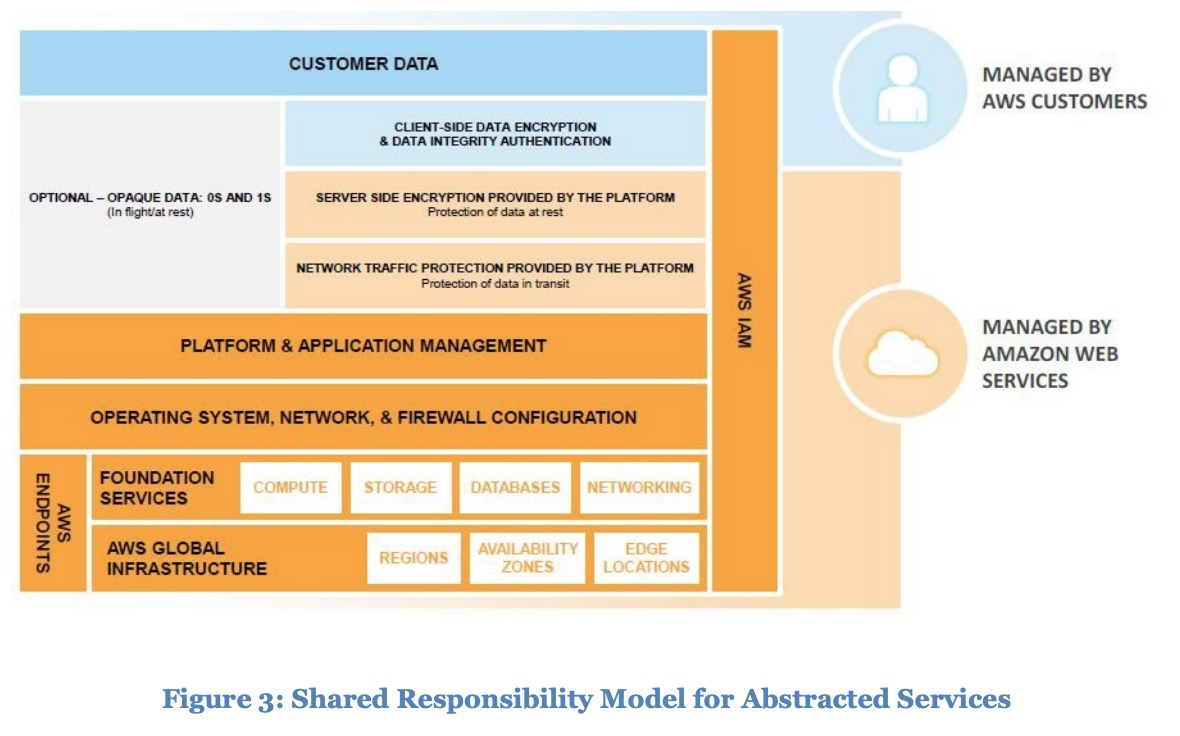 CUSTOMER DATA
CLIENT-SIDE DATA ENCRYPTION
& DATA INTEGRITY AUTHENTICATION
OPTIONAL – OPAQUE DATA: 0S AND 1S
(In flight/at rest)
SERVER SIDE ENCRYPTION PROVIDED BY THE PLATFORM
Protection of data at rest
NETWORK TRAFFIC PROTECTION PROVIDED BY THE PLATFORM
Protection of data in transit
PLATFORM & APPLICATION MANAGEMENT
OPERATING SYSTEM, NETWORK, & FIREWALL CONFIGURATION
AWS
ENDPOINTS
FOUNDATION
SERVICES
COMPUTE
STORAGE
DATABASES
NETWORKING
AWS GLOBAL
INFRASTRUCTURE
REGIONS
AVAILABILITY
ZONES
EDGE
LOCATIONS
AWS IAM
MANAGED BY
AWS CUSTOMERS
MANAGED BY
AMAZON WEB
SERVICES
Figure 3: Shared Responsibility Model for Abstracted Services